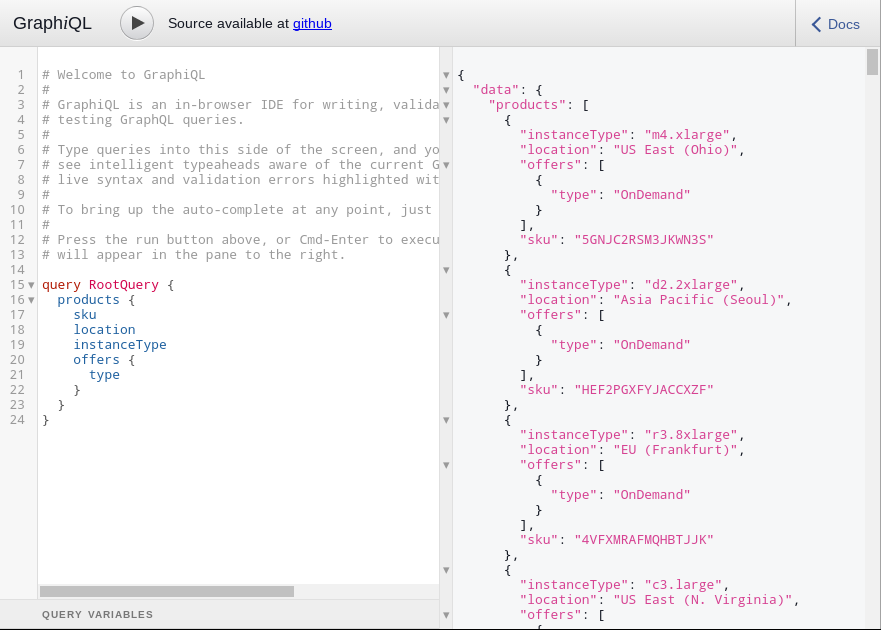 GraphiQL
Source available at github
Docs
1 # Welcome to GraphiQL
2 #
3 # GraphiQL is an in-browser IDE for writing, valida
4 # testing GraphQL queries.
5 #
6 # Type queries into this side of the screen, and yo
7 # see intelligent typeaheads aware of the current G
8 # live syntax and validation errors highlighted wit
9 #
10 # To bring up the auto-complete at any point, just
11 #
12 # Press the run button above, or Cmd-Enter to execu
13 # will appear in the pane to the right.
14
15 query RootQuery {
16   products {
17     sku
18     location
19     instanceType
20     offers {
21       type
22     }
23   }
24 }
QUERY VARIABLES
{
  "data": {
    "products": [
      {
        "instanceType": "m4.xlarge",
        "location": "US East (Ohio)",
        "offers": [
          {
            "type": "OnDemand"
          }
        ],
        "sku": "5GNJC2RSM3JKWN3S"
      },
      {
        "instanceType": "d2.2xlarge",
        "location": "Asia Pacific (Seoul)",
        "offers": [
          {
            "type": "OnDemand"
          }
        ],
        "sku": "HEF2PGXFYJACCXZF"
      },
      {
        "instanceType": "r3.8xlarge",
        "location": "EU (Frankfurt)",
        "offers": [
          {
            "type": "OnDemand"
          }
        ],
        "sku": "4VFXMRAFMQHBTJJK"
      },
      {
        "instanceType": "c3.large",
        "location": "US East (N. Virginia)",
        "offers": [
          {